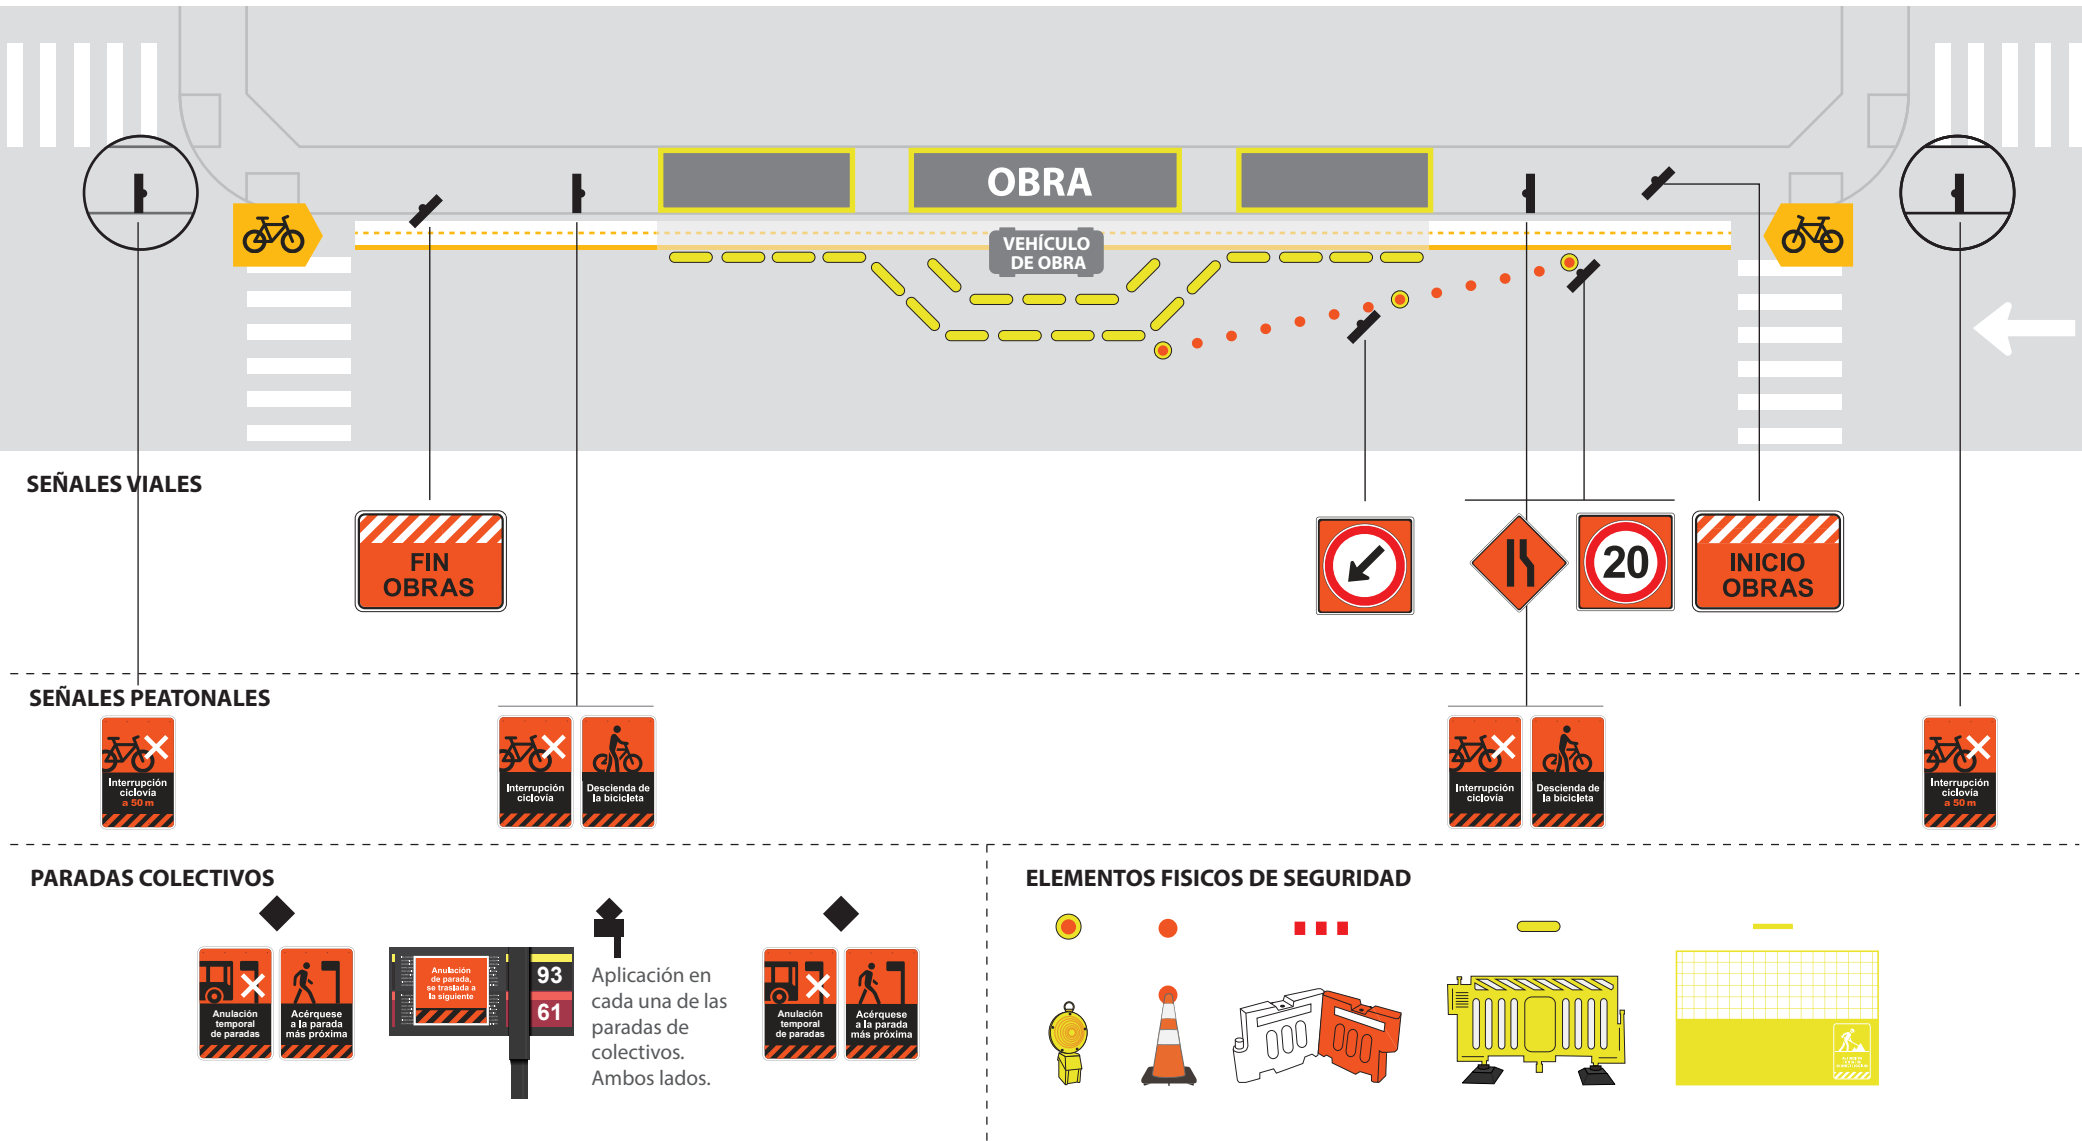 OBRA
VEHÍCULO
DE OBRA
SEÑALES VIALES
FIN
OBRAS
20
INICIO
OBRAS
SEÑALES PEATONALES
Interrupción
ciclovía
a 50 m
Interrupción
ciclovía
Descienda de
la bicicleta
Interrupción
ciclovía
Descienda de
la bicicleta
Interrupción
ciclovía
a 50 m
PARADAS COLECTIVOS
Anulación
temporal
de paradas
Acérquese
a la parada
más próxima
Anulación
de parada,
se traslada a
la siguiente
93
61
Aplicación en
cada una de las
paradas de
colectivos.
Ambos lados.
Anulación
temporal
de paradas
Acérquese
a la parada
más próxima
ELEMENTOS FISICOS DE SEGURIDAD